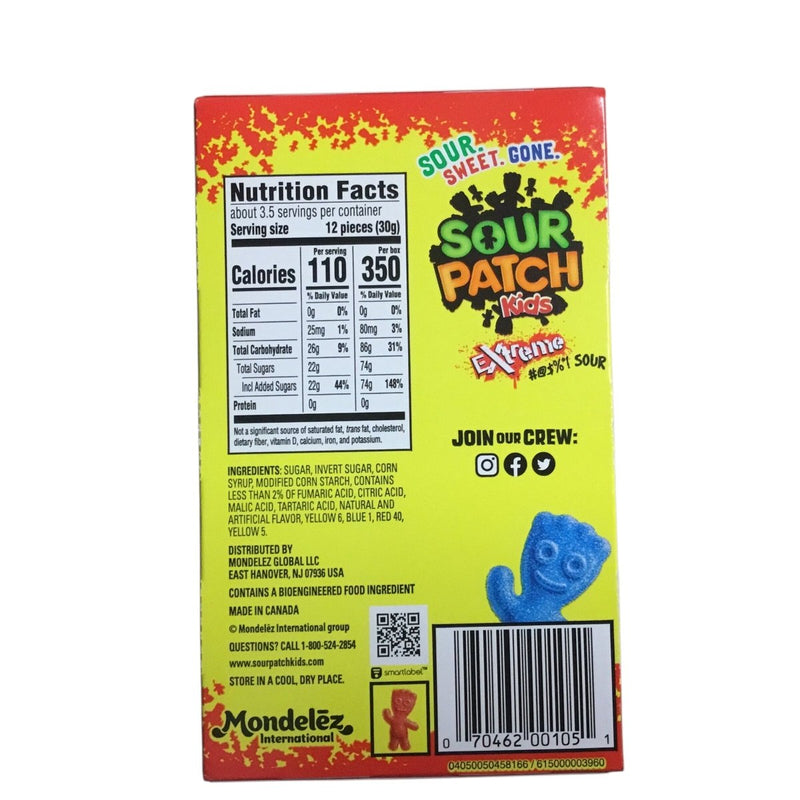 SOUR.
SWEET. GONE.
SOUR
PATCH
Kids
Extreme
#@$%! SOUR
Nutrition Facts
about 3.5 servings per container
Serving size 12 pieces (30g)
Per serving Per box
Calories 110 350
% Daily Value % Daily Value
Total Fat 0g 0% 0g 0%
Sodium 25mg 1% 80mg 3%
Total Carbohydrate 26g 9% 86g 31%
Total Sugars 22g 74g
Incl Added Sugars 22g 44% 74g 148%
Protein 0g 0g
Not a significant source of saturated fat, trans fat, cholesterol,
dietary fiber, vitamin D, calcium, iron, and potassium.
JOIN OUR CREW:
INGREDIENTS: SUGAR, INVERT SUGAR, CORN
SYRUP, MODIFIED CORN STARCH, CONTAINS
LESS THAN 2% OF FUMARIC ACID, CITRIC ACID,
MALIC ACID, TARTARIC ACID, NATURAL AND
ARTIFICIAL FLAVOR, YELLOW 6, BLUE 1, RED 40,
YELLOW 5.
DISTRIBUTED BY
MONDELEZ GLOBAL LLC
EAST HANOVER, NJ 07936 USA
CONTAINS A BIOENGINEERED FOOD INGREDIENT
MADE IN CANADA
© Mondelēz International group
QUESTIONS? CALL 1-800-524-2854
www.sourpatchkids.com
STORE IN A COOL, DRY PLACE.
smartlabel™
Mondelēz,
International
0 70462 00105 1
04050050458166 / 615000003960